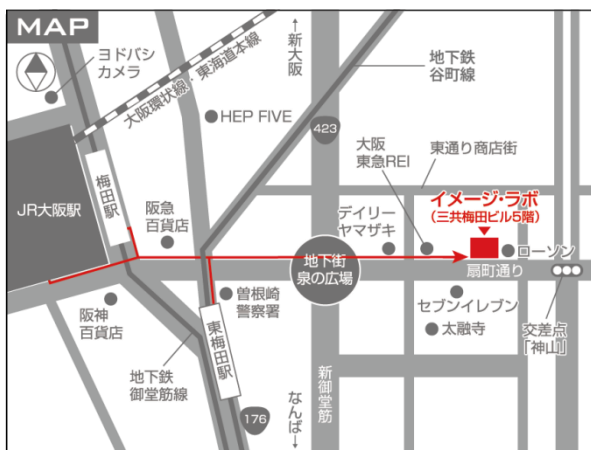 MAP
ヨドバシ
カメラ
大阪環状線・東海道本線
←新大阪
地下鉄
谷町線
HEP FIVE
423
大阪
東急REI
東通り商店街
イメージ・ラボ
(三共梅田ビル5階)
JR大阪駅
梅田駅
阪急
百貨店
デイリー
ヤマザキ
ローソン
地下街
泉の広場
扇町通り
阪神
百貨店
曽根崎
警察署
セブンイレブン
太融寺
交差点
「神山」
地下鉄
御堂筋線
東梅田駅
新御堂筋
176
なんば→